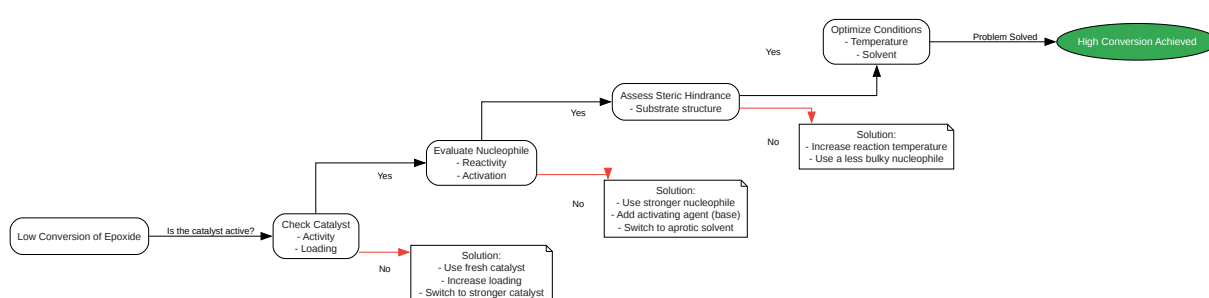 Low Conversion of Epoxide
Is the catalyst active?
Check Catalyst
- Activity
- Loading
Yes
No
Solution:
- Use fresh catalyst
- Increase loading
- Switch to stronger catalyst
Evaluate Nucleophile
- Reactivity
- Activation
Yes
No
Solution:
- Use stronger nucleophile
- Add activating agent (base)
- Switch to aprotic solvent
Assess Steric Hindrance
- Substrate structure
Yes
No
Solution:
- Increase reaction temperature
- Use a less bulky nucleophile
Optimize Conditions
- Temperature
- Solvent
Problem Solved
High Conversion Achieved